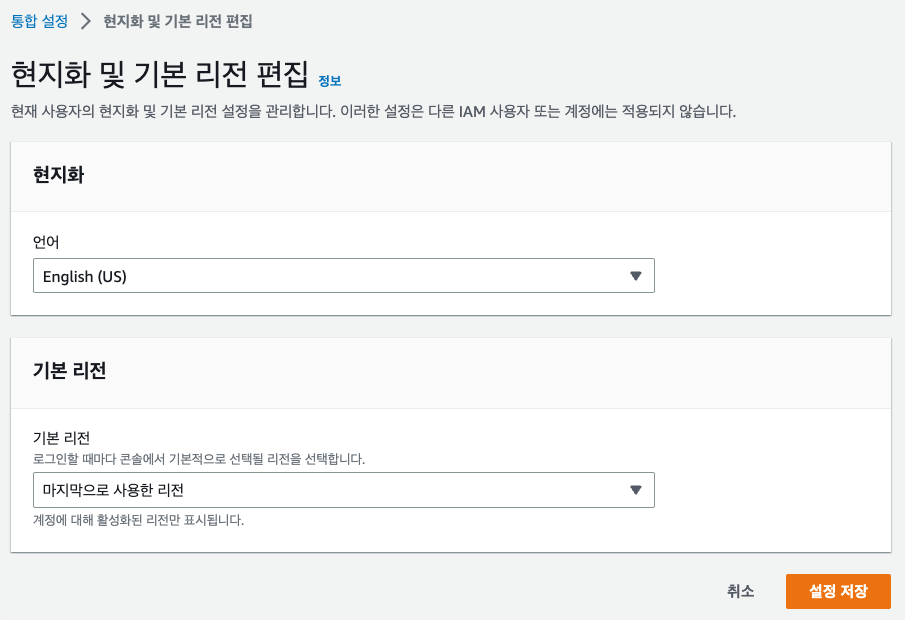 통합 설정 > 현지화 및 기본 리전 편집
현지화 및 기본 리전 편집 정보
현재 사용자의 현지화 및 기본 리전 설정을 관리합니다. 이러한 설정은 다른 IAM 사용자 또는 계정에는 적용되지 않습니다.
현지화
언어
English (US)
기본 리전
기본 리전
로그인할 때마다 콘솔에서 기본적으로 선택될 리전을 선택합니다.
마지막으로 사용한 리전
계정에 대해 활성화된 리전만 표시됩니다.
취소 설정 저장